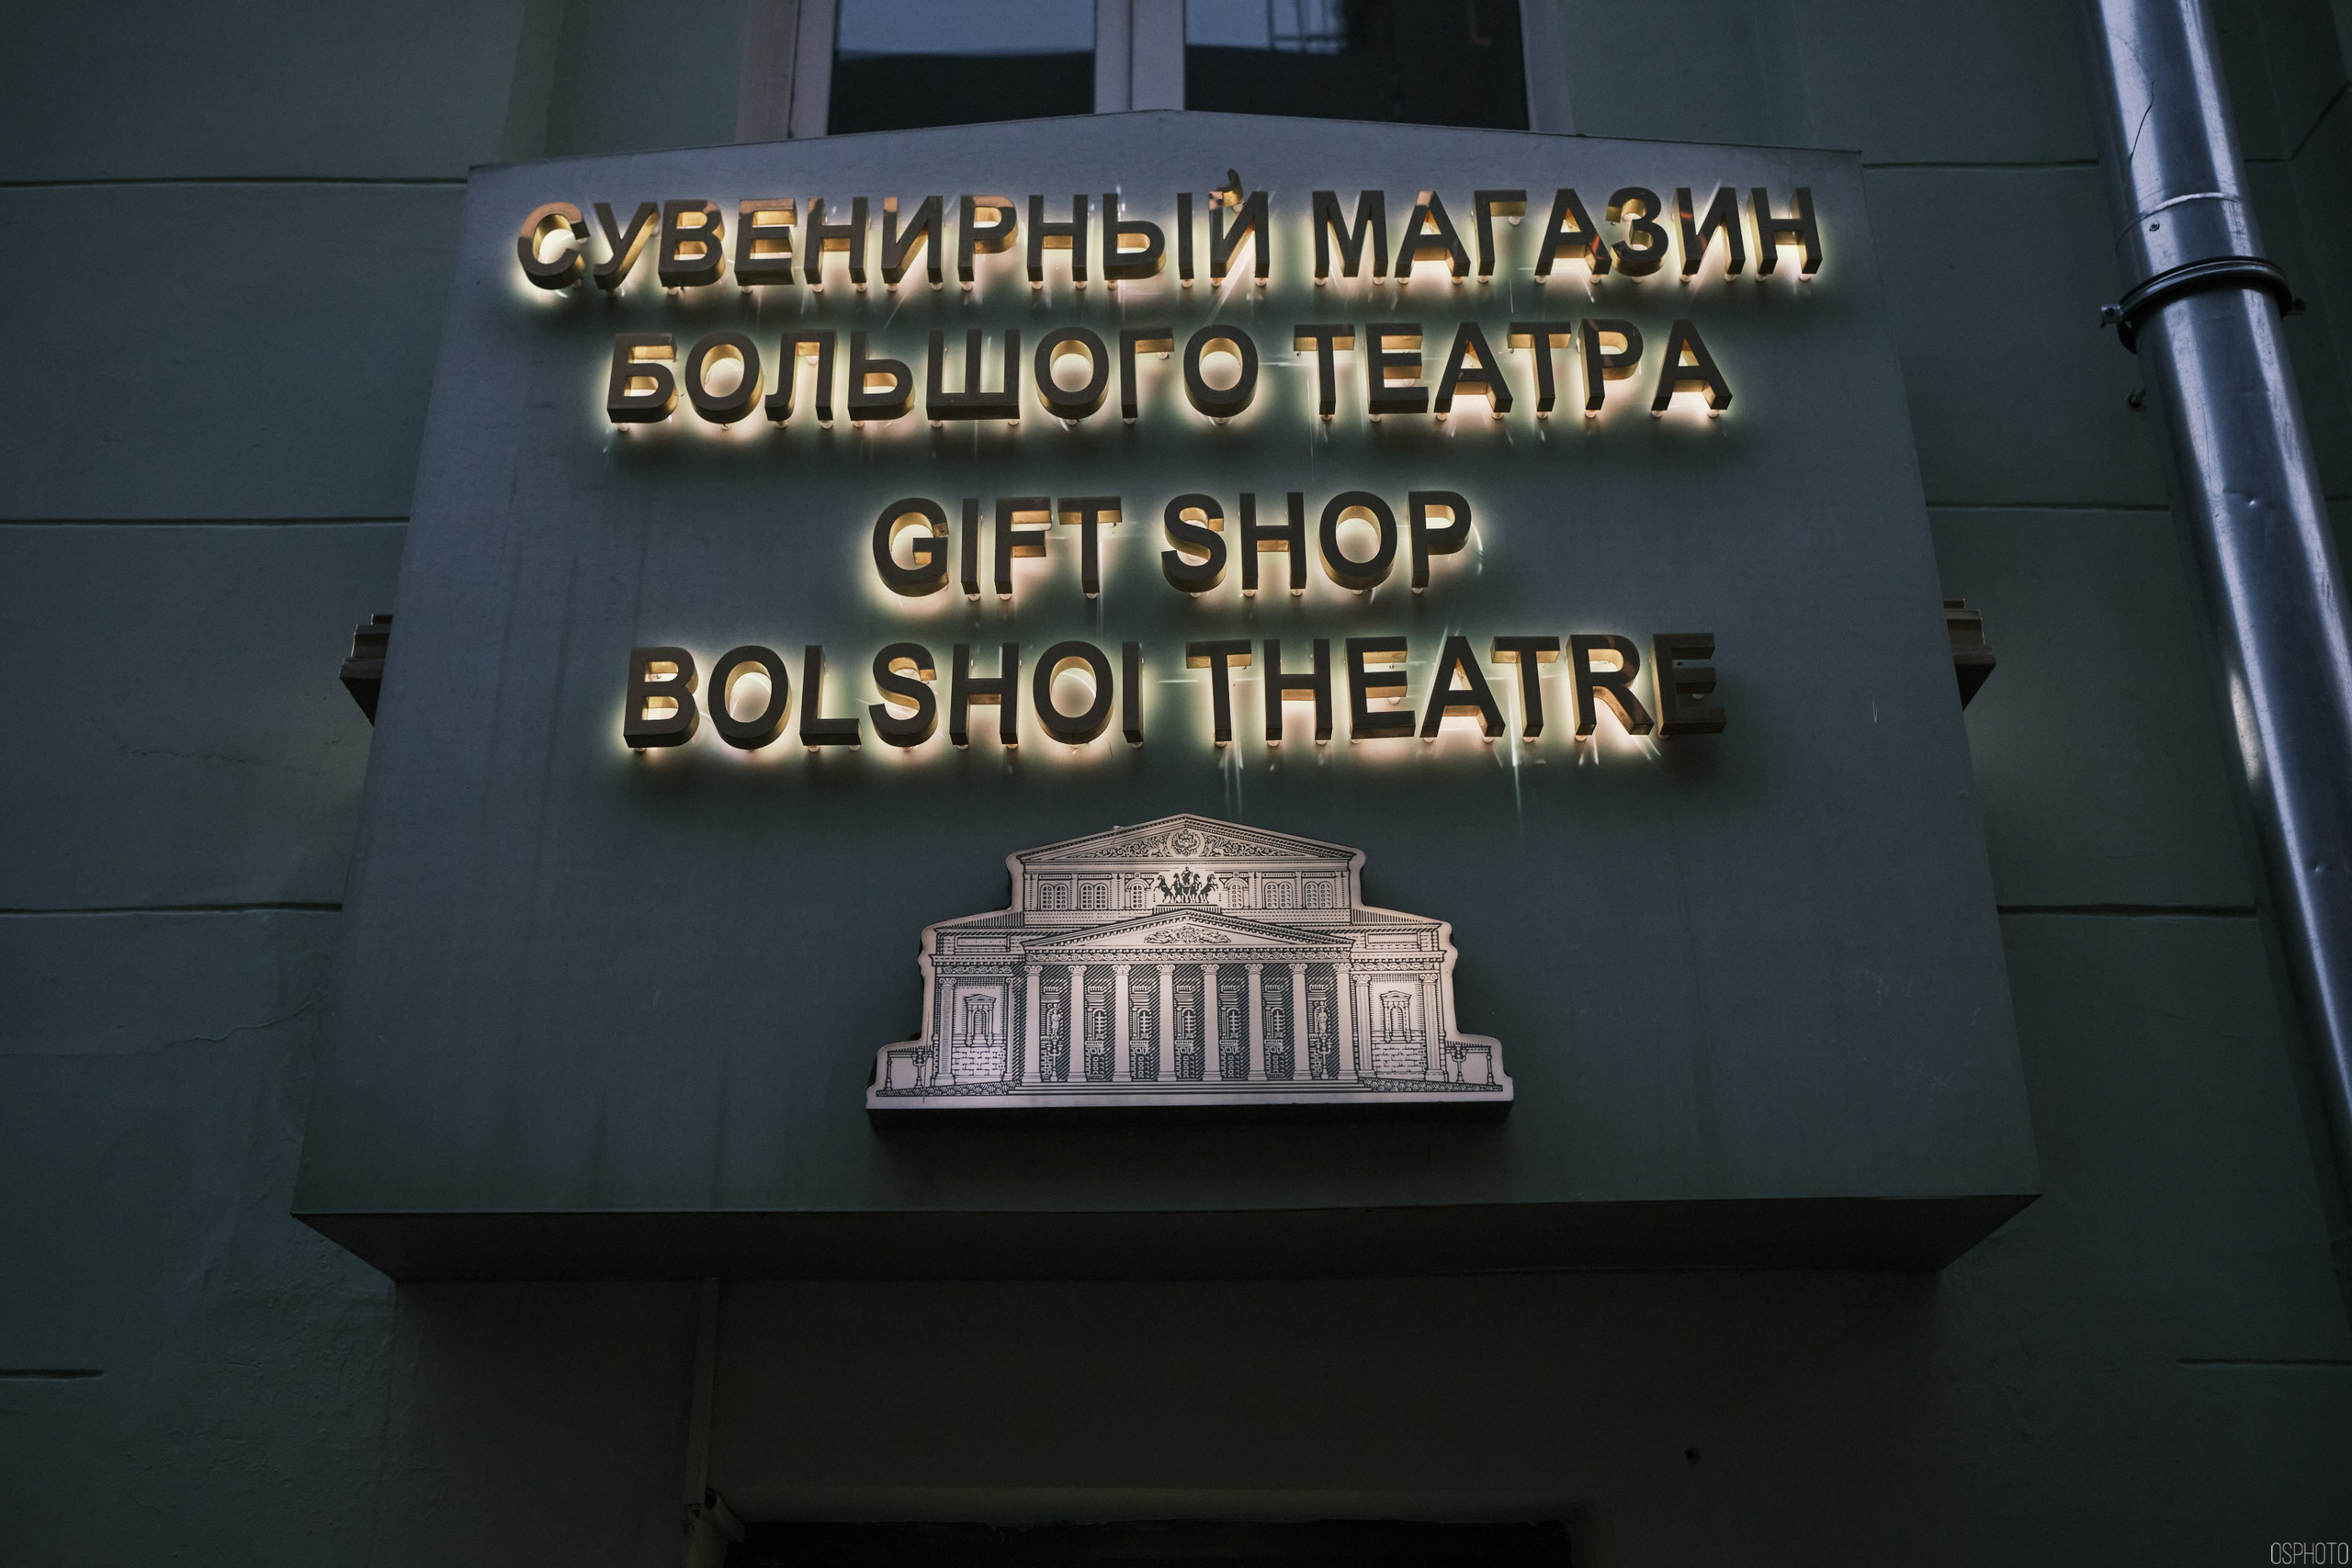 СУВЕНИРНЫЙ МАГАЗИН
БОЛЬШОГО ТЕАТРА
GIFT SHOP
BOLSHOI THEATRE
OSPHOTO